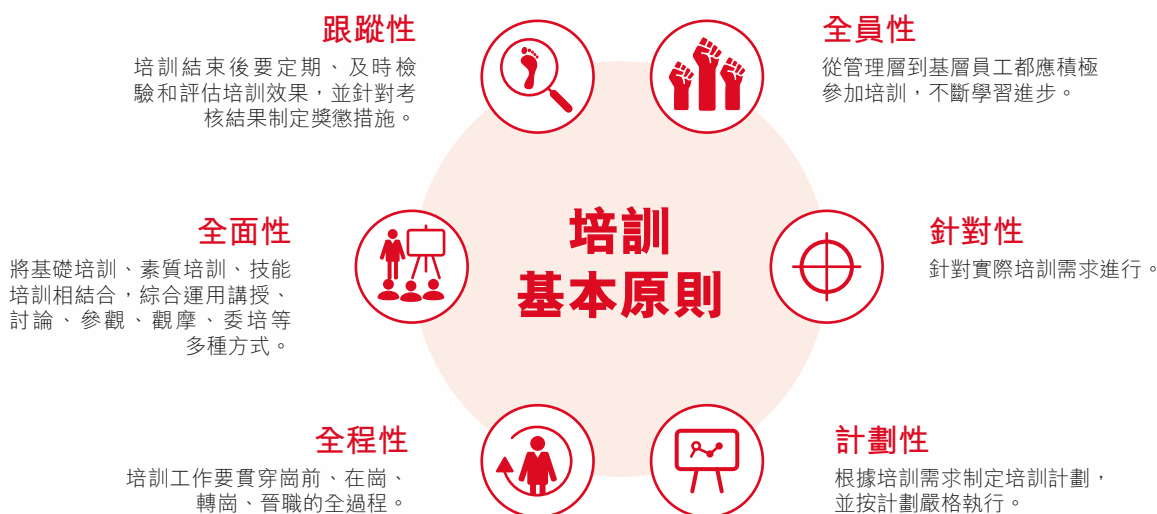 培訓
基本原則
全員性
從管理層到基層員工都應積極
參加培訓，不斷學習進步。
針對性
針對實際培訓需求進行。
計劃性
根據培訓需求制定培訓計劃，
並按計劃嚴格執行。
全程性
培訓工作要貫穿崗前、在崗、
轉崗、晉職的全過程。
全面性
將基礎培訓、素質培訓、技能
培訓相結合，綜合運用講授、
討論、參觀、觀摩、委培等
多種方式。
跟蹤性
培訓結束後要定期、及時檢
驗和評估培訓效果，並針對考
核結果制定獎懲措施。